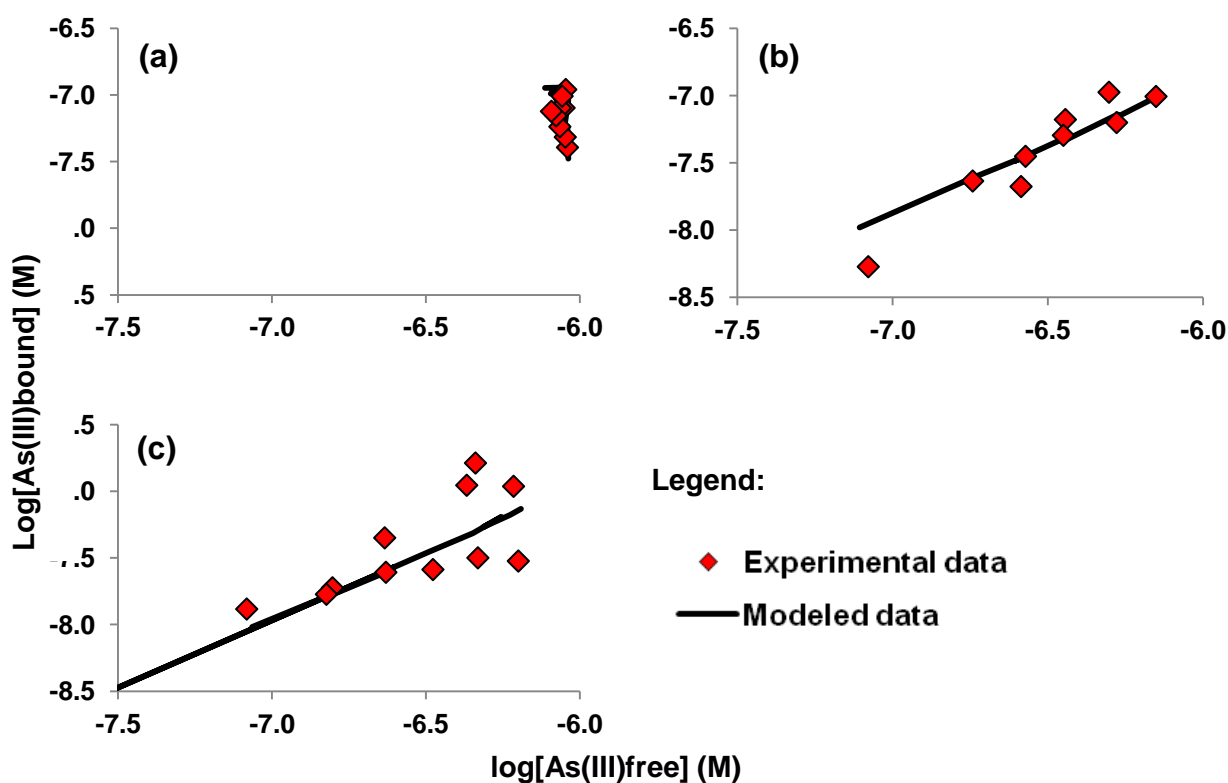 -6.5
(a)
-7.0
-7.5
.0
.5
-7.5 -7.0 -6.5 -6.0
-6.5
(b)
-7.0
-7.5
-8.0
-8.5
-7.5 -7.0 -6.5 -6.0
Log[As(III)bound] (M)
.5
(c)
.0
.5
-8.0
-8.5
-7.5 -7.0 -6.5 -6.0
log[As(III)free] (M)
Legend:
Experimental data
Modeled data